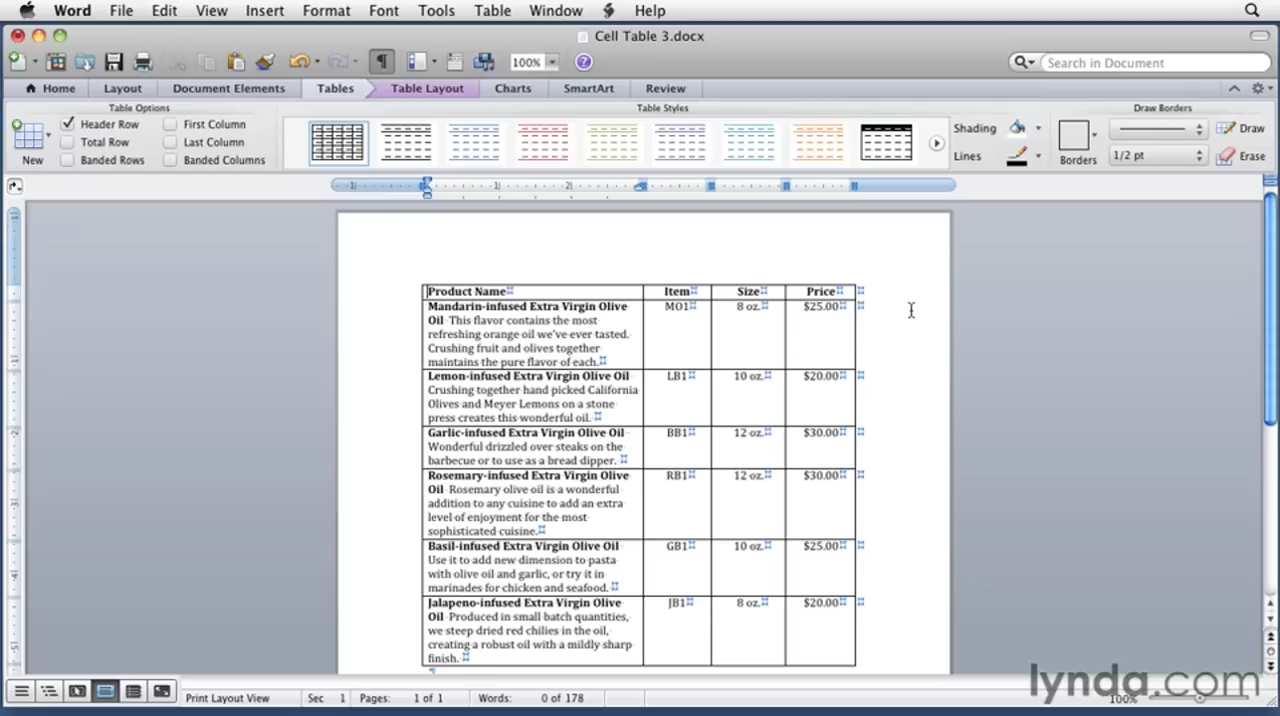 Word File Edit View Insert Format Font Tools Table Window Help
Cell Table 3.docx
100% Search in Document
Home Layout Document Elements Tables Table Layout Charts SmartArt Review
Table Options Table Styles Draw Borders
Header Row First Column Shading Draw
Total Row Last Column
New Banded Rows Banded Columns Lines Borders 1/2 pt Erase
Product Name Item Size Price
Mandarin-infused Extra Virgin Olive MO1 8 oz. $25.00
Oil This flavor contains the most
refreshing orange oil we've ever tasted.
Crushing fruit and olives together
maintains the pure flavor of each.
Lemon-infused Extra Virgin Olive Oil LB1 10 oz. $20.00
Crushing together hand picked California
Olives and Meyer Lemons on a stone
press creates this wonderful oil.
Garlic-infused Extra Virgin Olive Oil BB1 12 oz. $30.00
Wonderful drizzled over steaks on the
barbecue or to use as a bread dipper.
Rosemary-infused Extra Virgin Olive RB1 12 oz. $30.00
Oil Rosemary olive oil is a wonderful
addition to any cuisine to add an extra
level of enjoyment for the most
sophisticated cuisine.
Basil-infused Extra Virgin Olive Oil GB1 10 oz. $25.00
Use it to add new dimension to pasta
with olive oil and garlic, or try it in
marinades for chicken and seafood.
Jalapeno-infused Extra Virgin Olive JB1 8 oz. $20.00
Oil Produced in small batch quantities,
we steep dried red chilies in the oil,
creating a robust oil with a mildly sharp
finish.
lynda.com
Print Layout View Sec 1 Pages: 1 of 1 Words: 0 of 178 100%